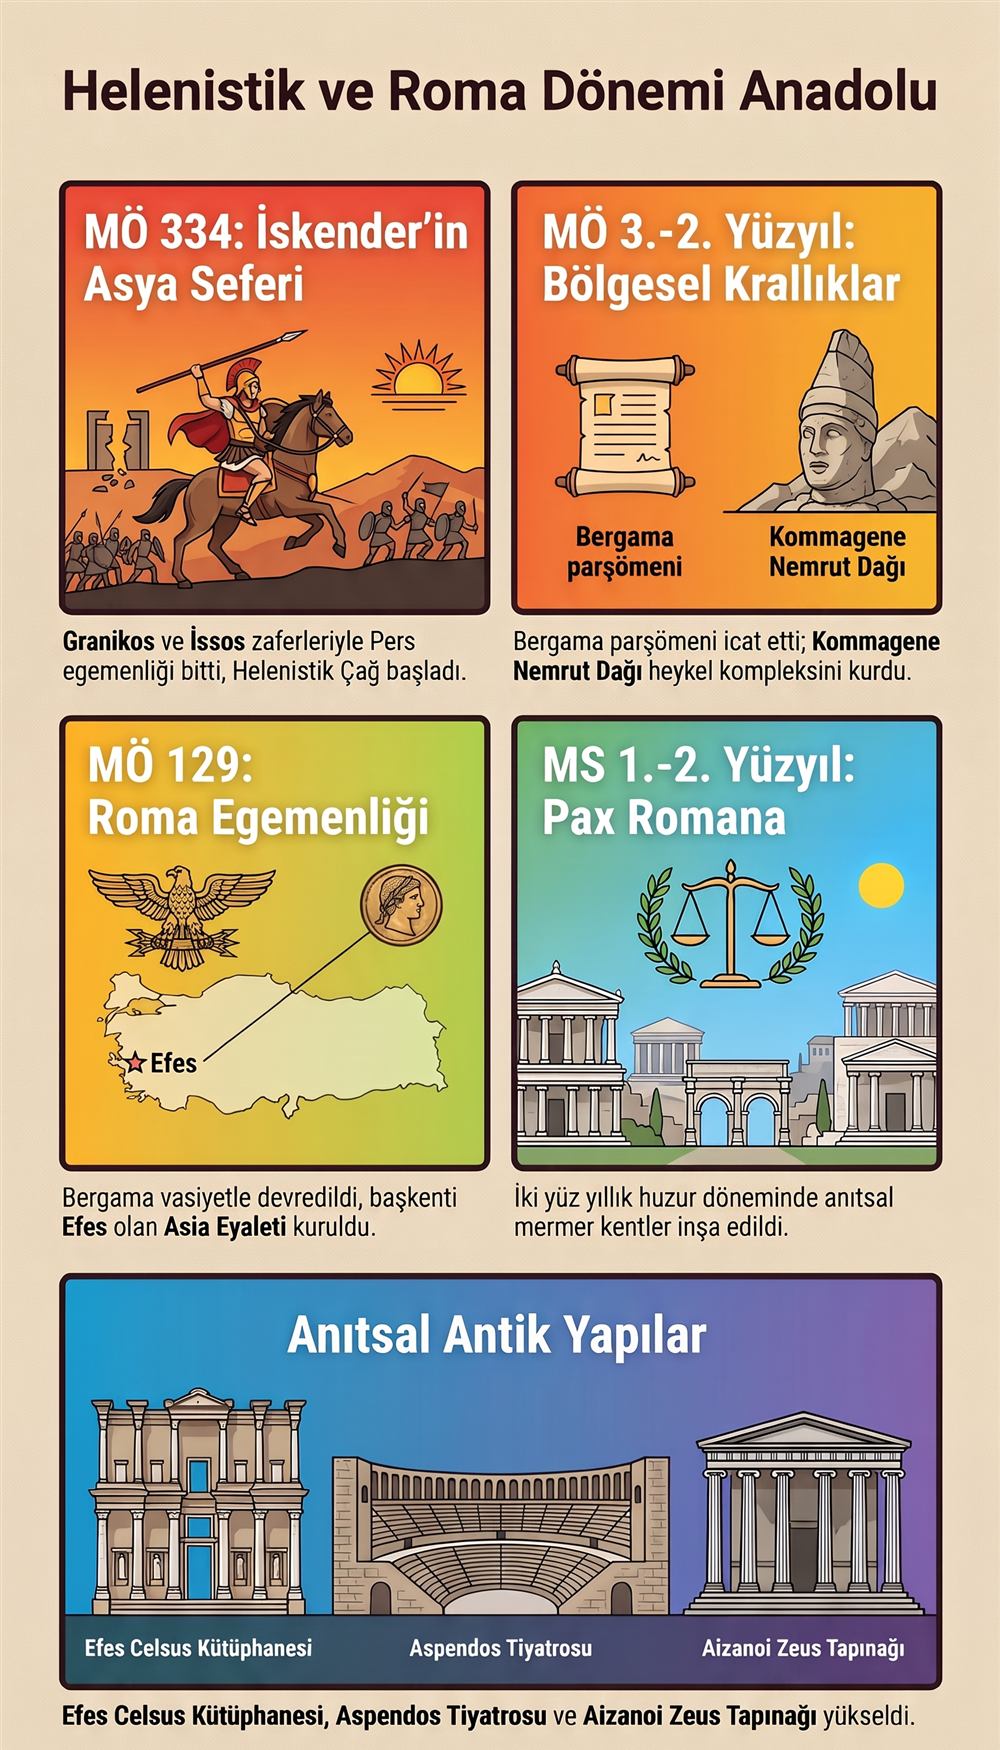 Helenistik ve Roma Dönemi Anadolu
MÖ 334: İskender’in
Asya Seferi
Granikos ve İssos zaferleriyle Pers
egemenliği bitti, Helenistik Çağ başladı.
MÖ 3.-2. Yüzyıl:
Bölgesel Krallıklar
Bergama
parşömeni
Kommagene
Nemrut Dağı
Bergama parşömeni icat etti; Kommagene
Nemrut Dağı heykel kompleksini kurdu.
MÖ 129:
Roma Egemenliği
Efes
Bergama vasiyetle devredildi, başkenti
Efes olan Asia Eyaleti kuruldu.
MS 1.-2. Yüzyıl:
Pax Romana
İki yüz yıllık huzur döneminde anıtsal
mermer kentler inşa edildi.
Anıtsal Antik Yapılar
Efes Celsus Kütüphanesi
Aspendos Tiyatrosu
Aizanoi Zeus Tapınağı
Efes Celsus Kütüphanesi, Aspendos Tiyatrosu ve Aizanoi Zeus Tapınağı yükseldi.